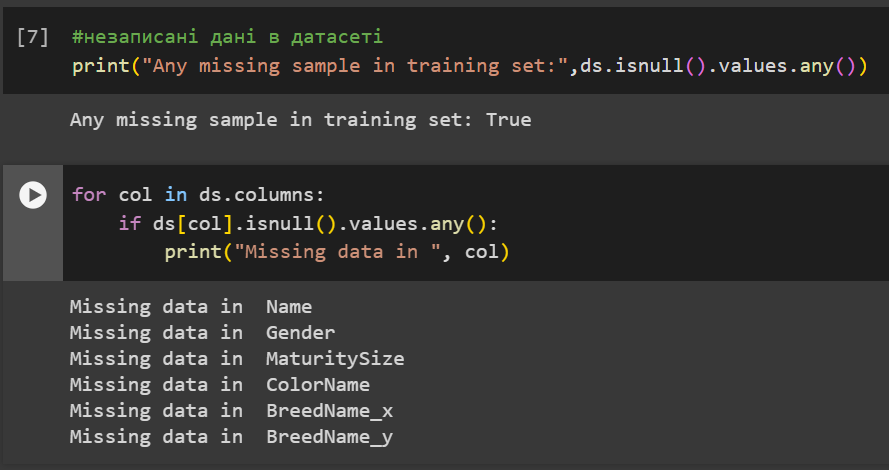 [7] #незаписані дані в датасеті
print("Any missing sample in training set:",ds.isnull().values.any())
Any missing sample in training set: True
for col in ds.columns:
    if ds[col].isnull().values.any():
        print("Missing data in ", col)
Missing data in  Name
Missing data in  Gender
Missing data in  MaturitySize
Missing data in  ColorName
Missing data in  BreedName_x
Missing data in  BreedName_y